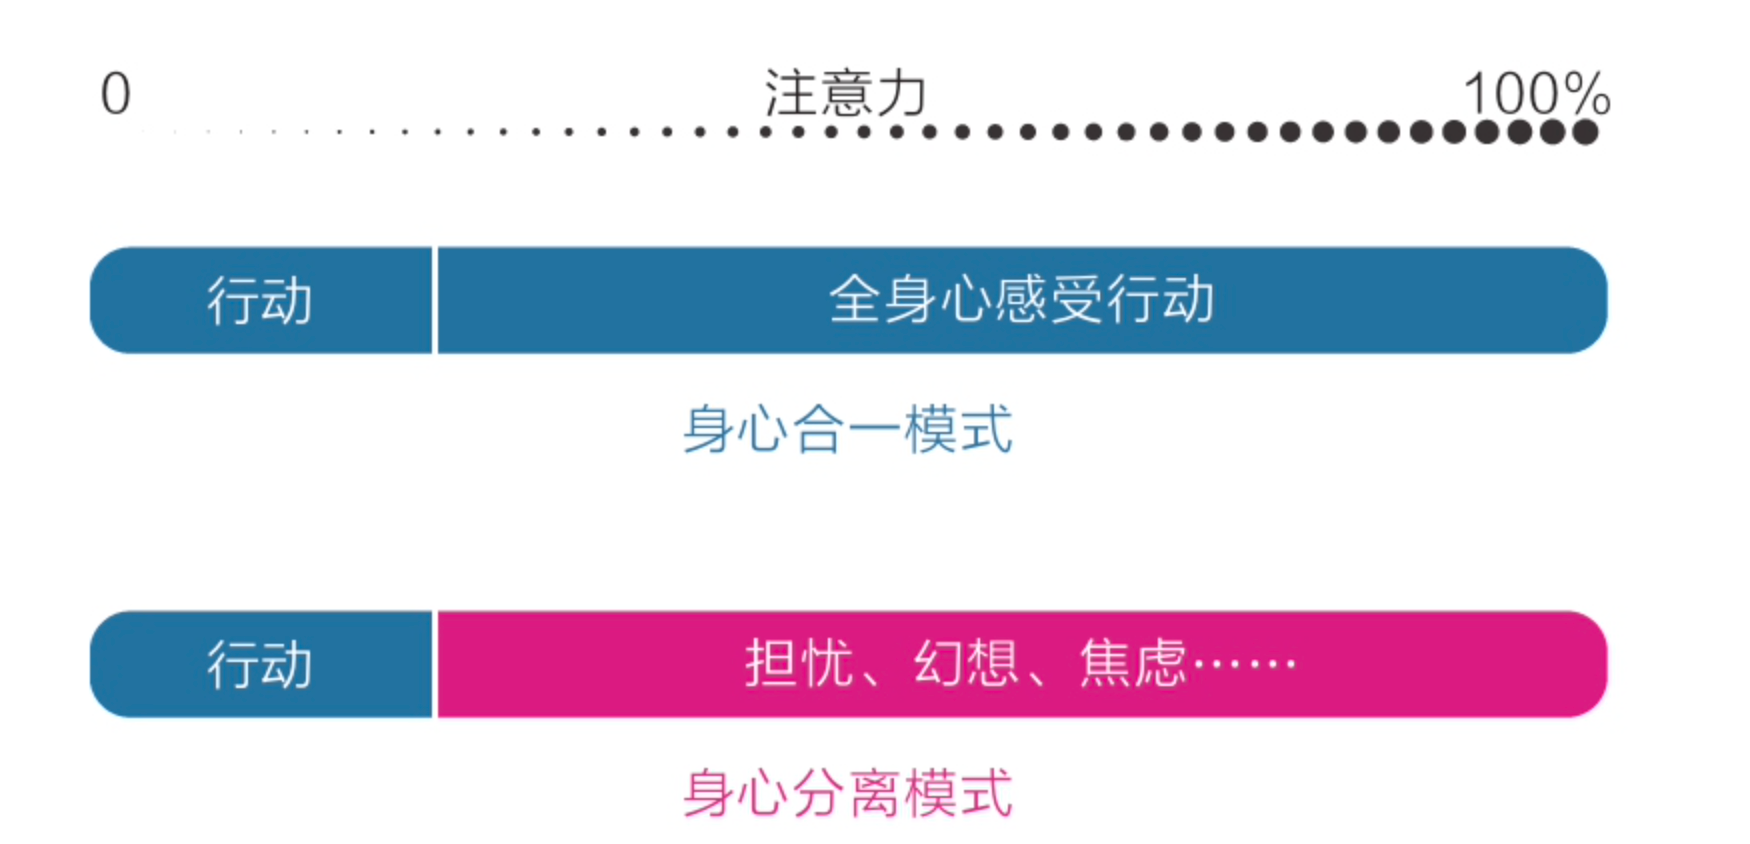 0 注意力 100%
行动 全身心感受行动
身心合一模式
行动 担忧、幻想、焦虑……
身心分离模式